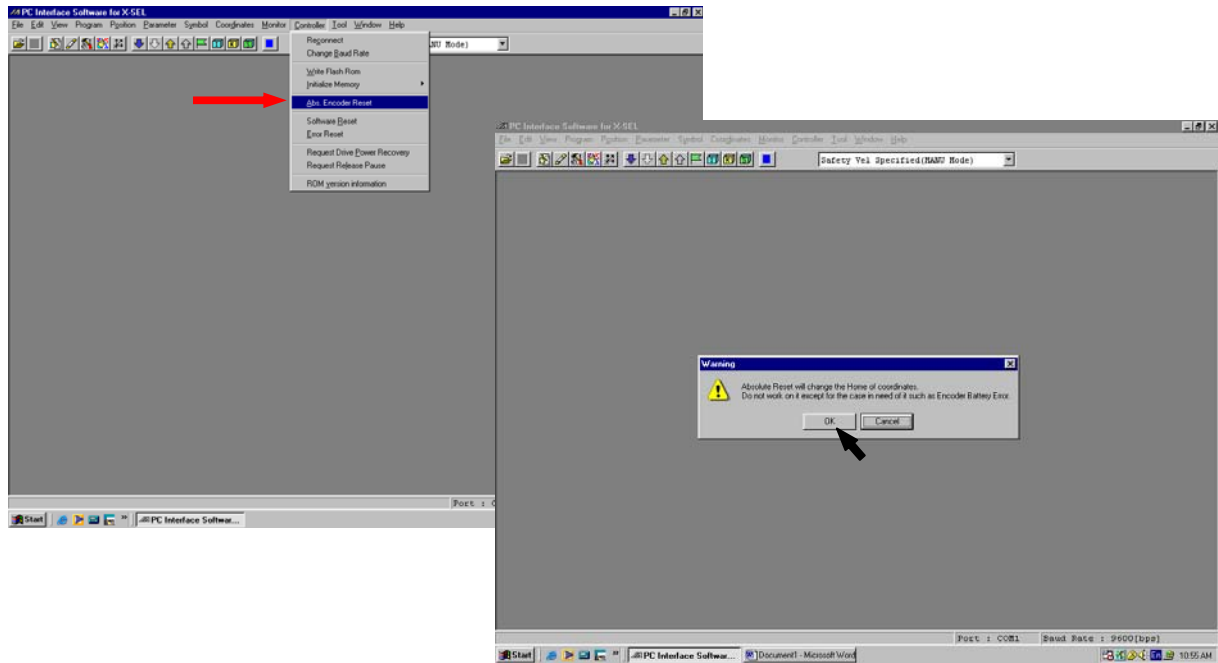 PC Interface Software for X-SEL
File Edit View Program Position Parameter Symbol Coordinates Monitor Controller Tool Window Help
NU Mode)
Reconnect
Change Baud Rate
Write Flash Rom
Initialize Memory
Abs. Encoder Reset
Software Reset
Error Reset
Request Drive Power Recovery
Request Release Pause
ROM version information
Port : C
Start
PC Interface Softwar...
PC Interface Software for X-SEL
File Edit View Program Position Parameter Symbol Coordinates Monitor Controller Tool Window Help
Safety Vel Specified(MANU Mode)
Warning
Absolute Reset will change the Home of coordinates.
Do not work on it except for the case in need of it such as Encoder Battery Error.
OK Cancel
Port : COM1 Baud Rate : 9600[bps]
Start PC Interface Softwar... Document1 - Microsoft Word 10:55 AM